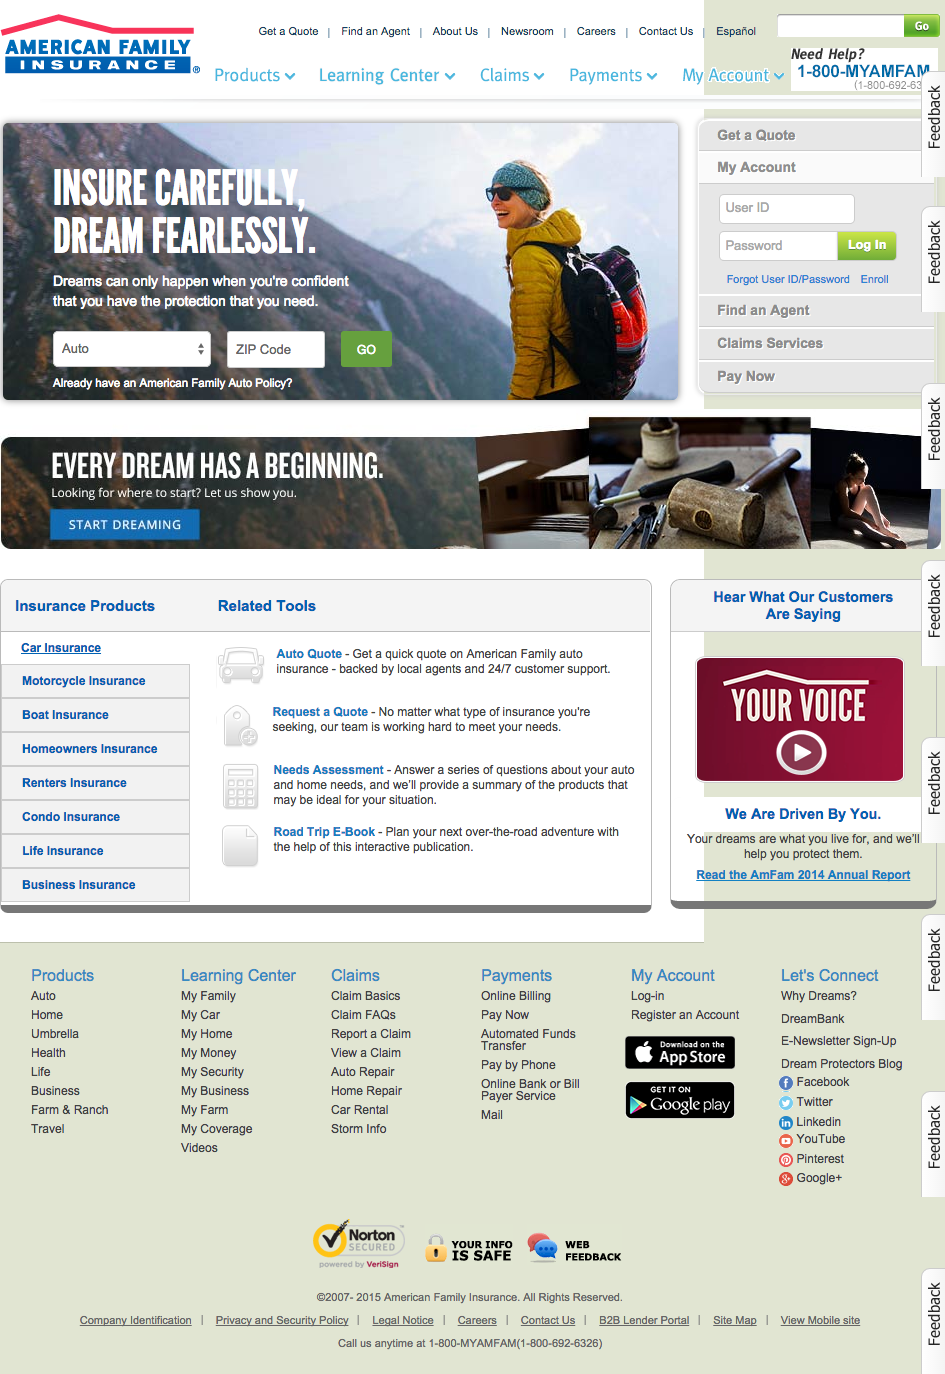 AMERICAN FAMILY
INSURANCE ®
Get a Quote | Find an Agent | About Us | Newsroom | Careers | Contact Us | Español
Go
Products Learning Center Claims Payments My Account
Need Help?
1-800-MYAMFAM
(1-800-692-63
Feedback
INSURE CAREFULLY,
DREAM FEARLESSLY.
Dreams can only happen when you're confident
that you have the protection that you need.
Auto ZIP Code GO
Already have an American Family Auto Policy?
Get a Quote
My Account
User ID
Password Log In
Forgot User ID/Password Enroll
Find an Agent
Claims Services
Pay Now
Feedback
Feedback
EVERY DREAM HAS A BEGINNING.
Looking for where to start? Let us show you.
START DREAMING
Insurance Products
Car Insurance
Motorcycle Insurance
Boat Insurance
Homeowners Insurance
Renters Insurance
Condo Insurance
Life Insurance
Business Insurance
Related Tools
Auto Quote - Get a quick quote on American Family auto
insurance - backed by local agents and 24/7 customer support.
Request a Quote - No matter what type of insurance you're
seeking, our team is working hard to meet your needs.
Needs Assessment - Answer a series of questions about your auto
and home needs, and we'll provide a summary of the products that
may be ideal for your situation.
Road Trip E-Book - Plan your next over-the-road adventure with
the help of this interactive publication.
Hear What Our Customers
Are Saying
YOUR VOICE
We Are Driven By You.
Your dreams are what you live for, and we'll
help you protect them.
Read the AmFam 2014 Annual Report
Feedback
Feedback
Feedback
Products
Auto
Home
Umbrella
Health
Life
Business
Farm & Ranch
Travel
Learning Center
My Family
My Car
My Home
My Money
My Security
My Business
My Farm
My Coverage
Videos
Claims
Claim Basics
Claim FAQs
Report a Claim
View a Claim
Auto Repair
Home Repair
Car Rental
Storm Info
Payments
Online Billing
Pay Now
Automated Funds
Transfer
Pay by Phone
Online Bank or Bill
Payer Service
Mail
My Account
Log-in
Register an Account
Download on the
App Store
GET IT ON
Google play
Let's Connect
Why Dreams?
DreamBank
E-Newsletter Sign-Up
Dream Protectors Blog
Facebook
Twitter
Linkedin
YouTube
Pinterest
Google+
Feedback
Feedback
Norton
SECURED
powered by VeriSign
YOUR INFO
IS SAFE
WEB
FEEDBACK
©2007- 2015 American Family Insurance. All Rights Reserved.
Company Identification | Privacy and Security Policy | Legal Notice | Careers | Contact Us | B2B Lender Portal | Site Map | View Mobile site
Call us anytime at 1-800-MYAMFAM(1-800-692-6326)